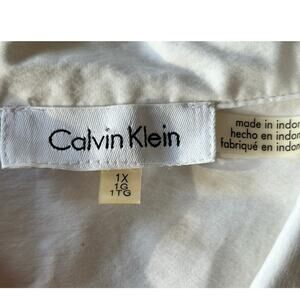 Calvin Klein
1X
1G
1TG
made in indon
hecho en indon
fabriqué en indon